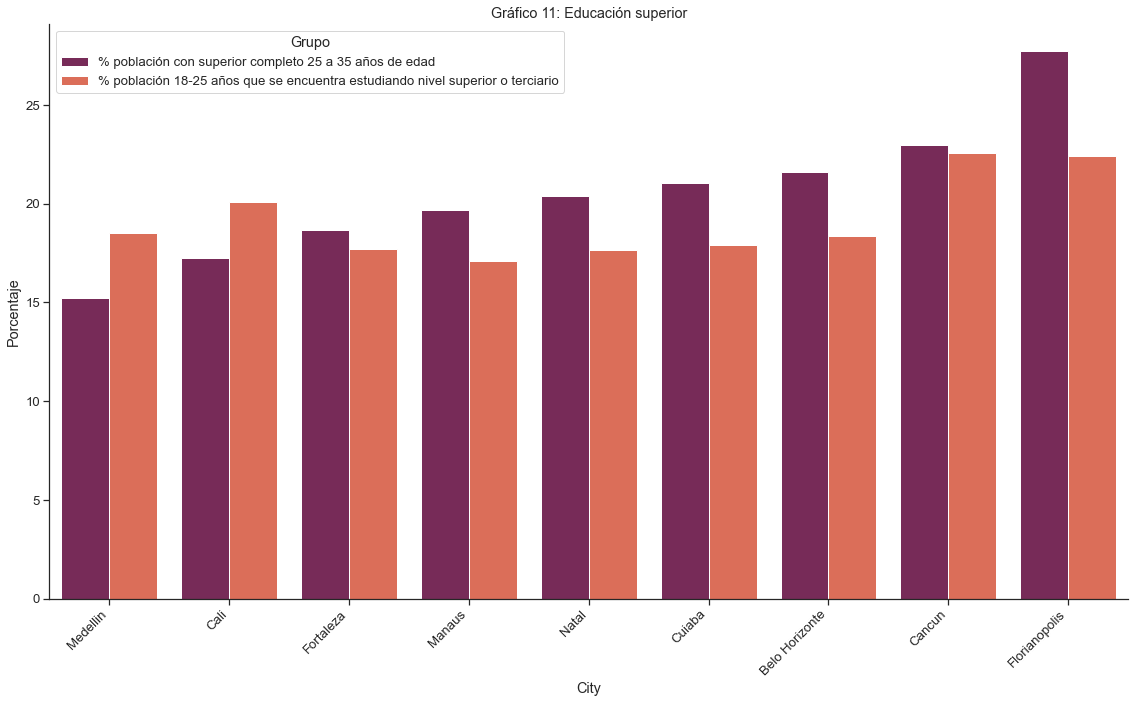 Gráfico 11: Educación superior
Grupo
% población con superior completo 25 a 35 años de edad
% población 18-25 años que se encuentra estudiando nivel superior o terciario
Porcentaje
25
20
15
10
5
0
Medellin
Cali
Fortaleza
Manaus
Natal
Cuiaba
Belo Horizonte
Cancun
Florianopolis
City